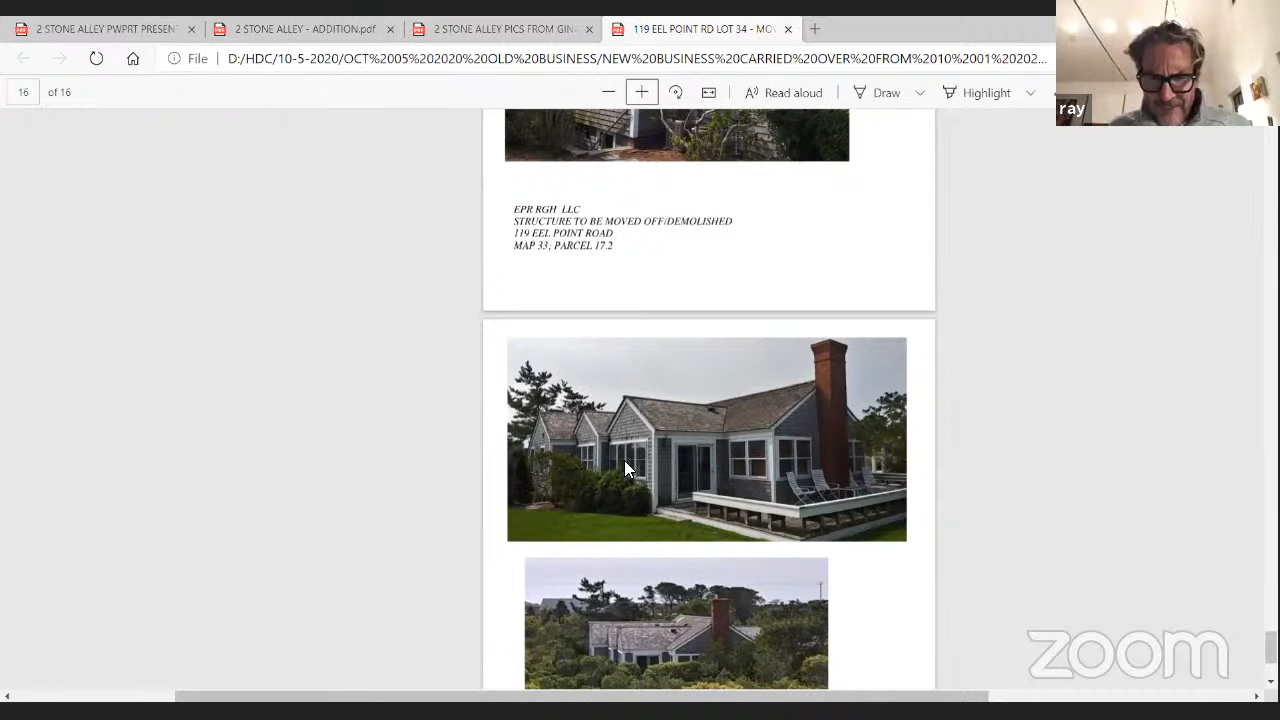 2 STONE ALLEY PWPRT PRESENT
2 STONE ALLEY - ADDITION.pdf
2 STONE ALLEY PICS FROM GIN
119 EEL POINT RD LOT 34 - MOV
File
D:/HDC/10-5-2020/OCT%2005%202020%20OLD%20BUSINESS/NEW%20BUSINESS%20CARRIED%20OVER%20FROM%2010%2001%20202...
16 of 16
Read aloud
Draw
Highlight
ray
EPR RGH LLC
STRUCTURE TO BE MOVED OFF/DEMOLISHED
119 EEL POINT ROAD
MAP 33; PARCEL 17.2
zoom